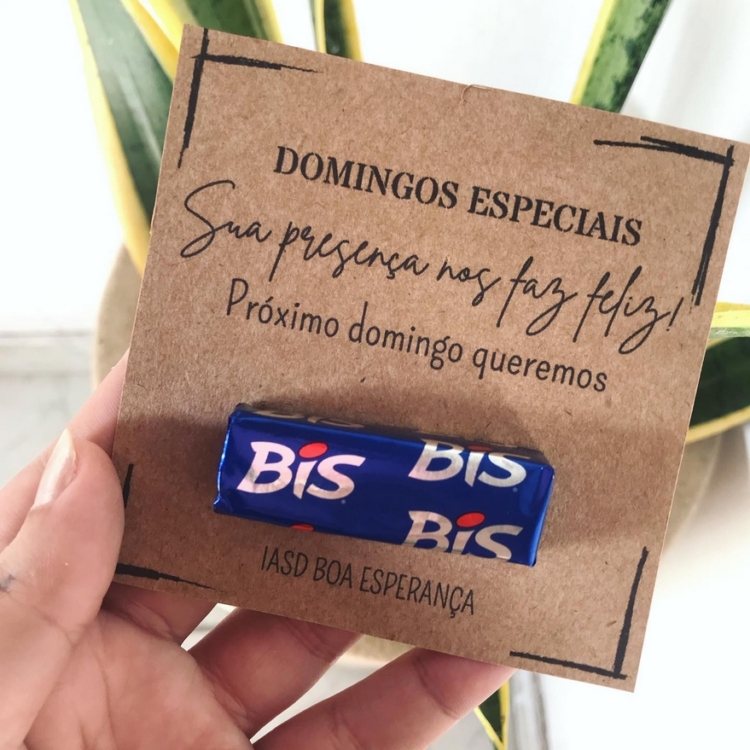 DOMINGOS ESPECIAIS
Sua presença nos faz feliz!
Próximo domingo queremos
BIS BIS
BIS
IASD BOA ESPERANÇA